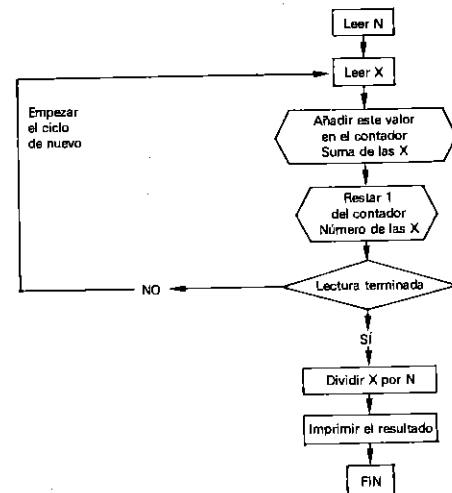 Leer N
Leer X
Empezar
el ciclo
de nuevo
Añadir este valor
en el contador
Suma de las X
Restar 1
del contador
Número de las X
Lectura terminada
NO
SÍ
Dividir X por N
Imprimir el resultado
FIN